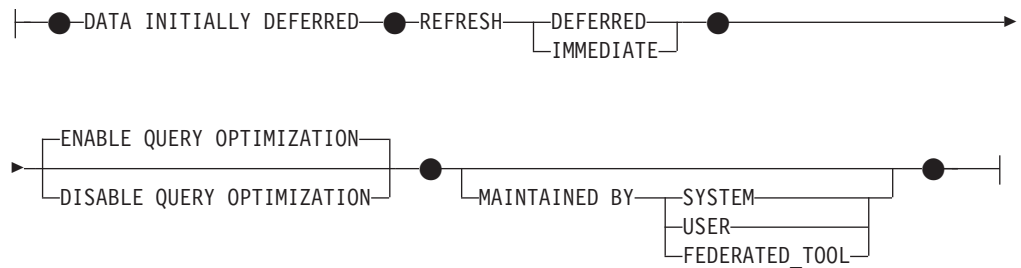 DATA INITIALLY DEFERRED REFRESH DEFERRED
IMMEDIATE
ENABLE QUERY OPTIMIZATION
DISABLE QUERY OPTIMIZATION MAINTAINED BY SYSTEM
USER
FEDERATED_TOOL